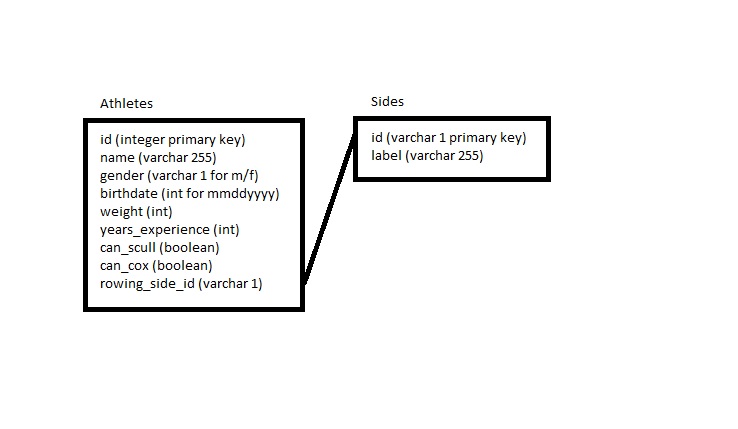 Athletes
id (integer primary key)
name (varchar 255)
gender (varchar 1 for m/f)
birthdate (int for mmddyyyy)
weight (int)
years_experience (int)
can_scull (boolean)
can_cox (boolean)
rowing_side_id (varchar 1)
Sides
id (varchar 1 primary key)
label (varchar 255)